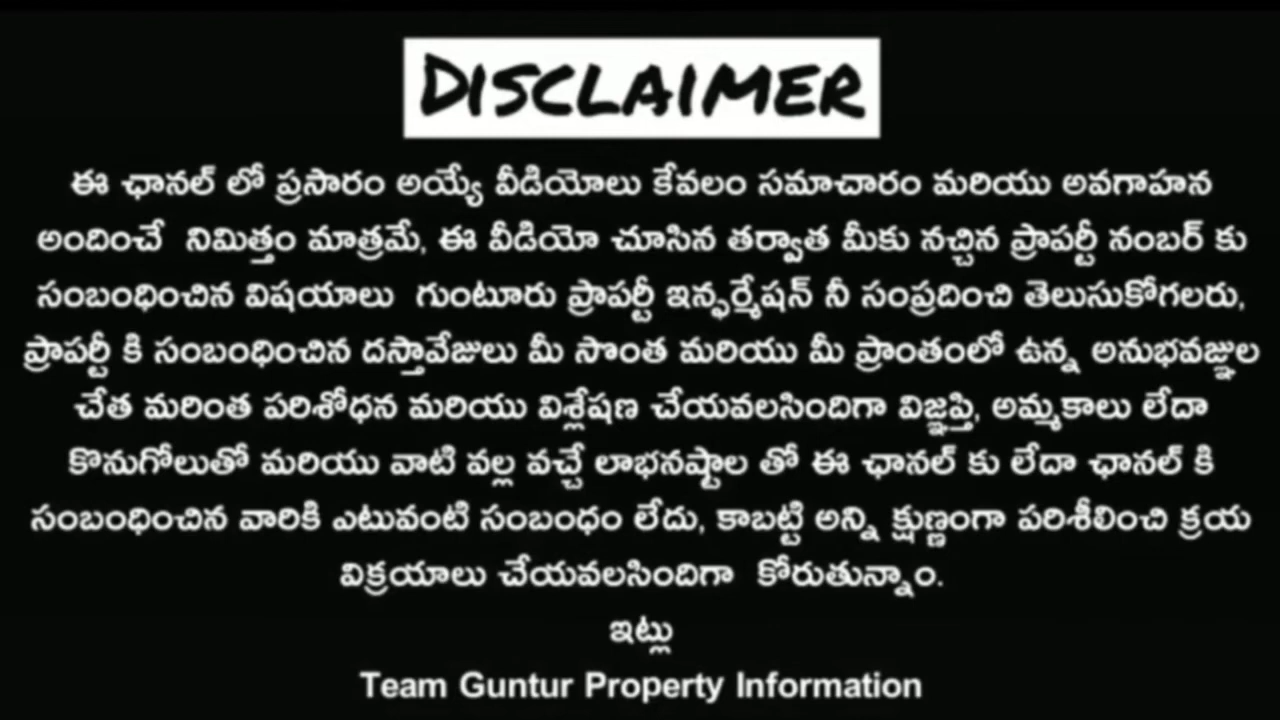 DISCLAIMER
ఈ ఛానల్ లో ప్రసారం అయ్యే వీడియోలు కేవలం సమాచారం మరియు అవగాహన
అందించే నిమిత్తం మాత్రమే, ఈ వీడియో చూసిన తర్వాత మీకు నచ్చిన ప్రాపర్టీ నంబర్ కు
సంబంధించిన విషయాలు గుంటూరు ప్రాపర్టీ ఇన్ఫర్మేషన్ నీ సంప్రదించి తెలుసుకోగలరు,
ప్రాపర్టీ కి సంబంధించిన దస్తావేజులు మీ సొంత మరియు మీ ప్రాంతంలో ఉన్న అనుభవజ్ఞుల
చేత మరింత పరిశోధన మరియు విశ్లేషణ చేయవలసిందిగా విజ్ఞప్తి, అమ్మకాలు లేదా
కొనుగోలుతో మరియు వాటి వల్ల వచ్చే లాభనష్టాల తో ఈ ఛానల్ కు లేదా ఛానల్ కి
సంబంధించిన వారికి ఎటువంటి సంబంధం లేదు, కాబట్టి అన్ని క్షుణ్ణంగా పరిశీలించి క్రయ
విక్రయాలు చేయవలసిందిగా కోరుతున్నాం.
ఇట్లు
Team Guntur Property Information